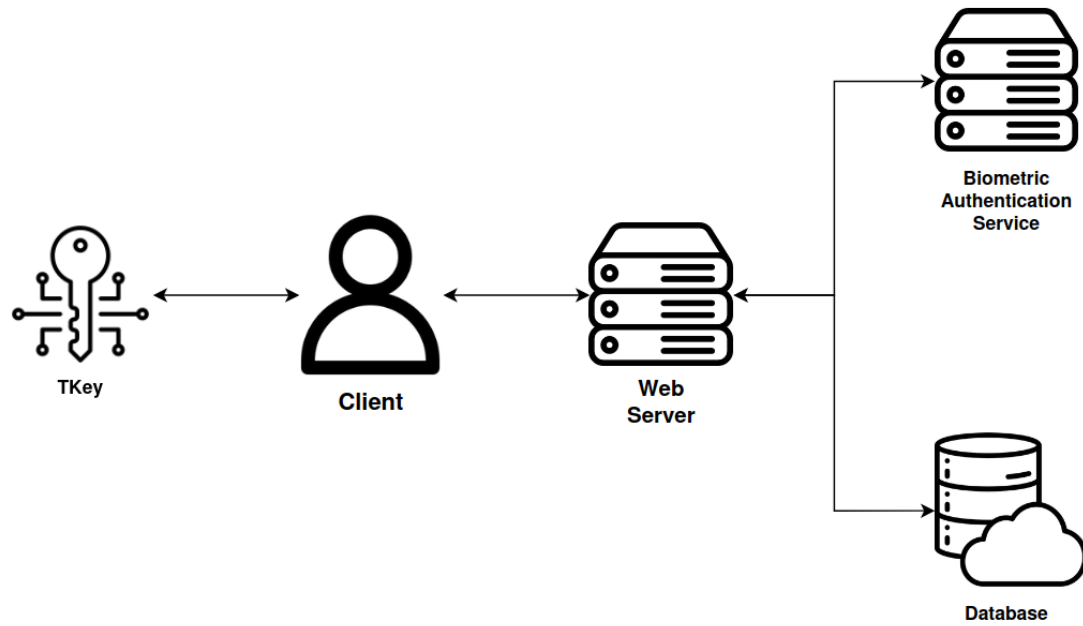 TKey
Client
Web
Server
Biometric
Authentication
Service
Database